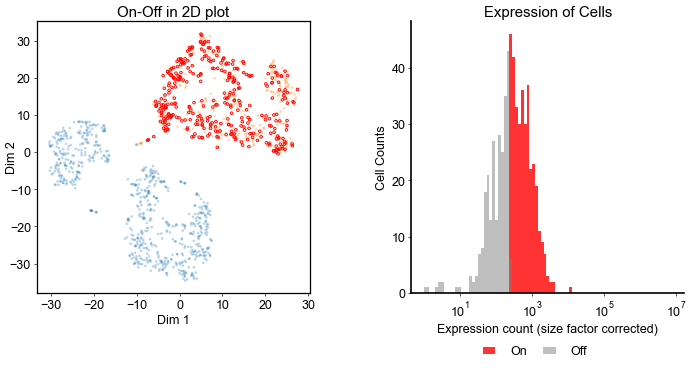 On-Off in 2D plot
Dim 2
30
20
10
0
−10
−20
−30
−30 −20 −10 0 10 20 30
Dim 1
Expression of Cells
Cell Counts
40
30
20
10
0
10^1 10^3 10^5 10^7
Expression count (size factor corrected)
On Off